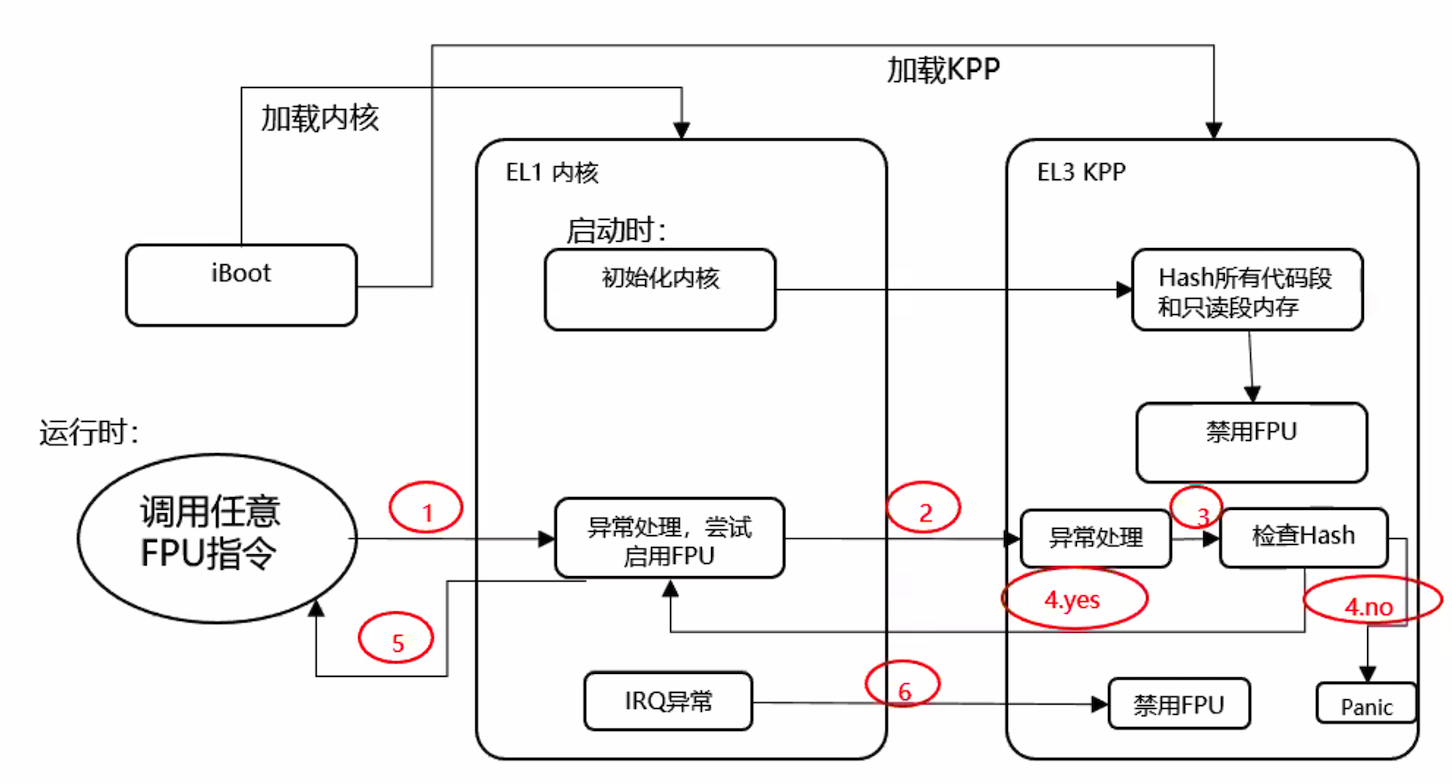 加载KPP
加载内核
EL1 内核
EL3 KPP
启动时：
iBoot
初始化内核
Hash所有代码段
和只读段内存
禁用FPU
运行时：
调用任意
FPU指令
1
异常处理，尝试
启用FPU
2
异常处理
3
检查Hash
4.yes
4.no
5
IRQ异常
6
禁用FPU
Panic